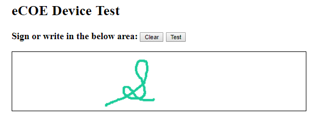 eCOE Device Test
Sign or write in the below area: Clear Test